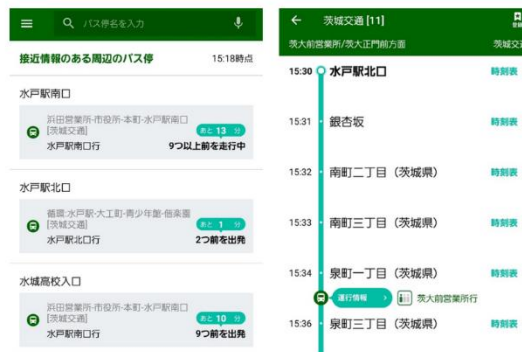 バス停名を入力
接近情報のある周辺のバス停 15:18時点
水戸駅南口
浜田営業所-市役所-本町-水戸駅南口
[茨城交通]
あと 13 分
水戸駅南口行 9つ以上前を走行中
水戸駅北口
循環:水戸駅-大工町-青少年館-偕楽園
[茨城交通]
あと 1 分
水戸駅北口行 2つ前を出発
水城高校入口
浜田営業所-市役所-本町-水戸駅南口
[茨城交通]
あと 10 分
水戸駅南口行 9つ前を出発
茨城交通 [11]
登録
茨大前営業所/茨大正門前方面 茨城交通
15:30 水戸駅北口 時刻表
15:31 銀杏坂 時刻表
15:32 南町二丁目（茨城県） 時刻表
15:33 南町三丁目（茨城県） 時刻表
15:34 泉町一丁目（茨城県） 時刻表
運行情報 茨大前営業所行
15:36 泉町三丁目（茨城県） 時刻表